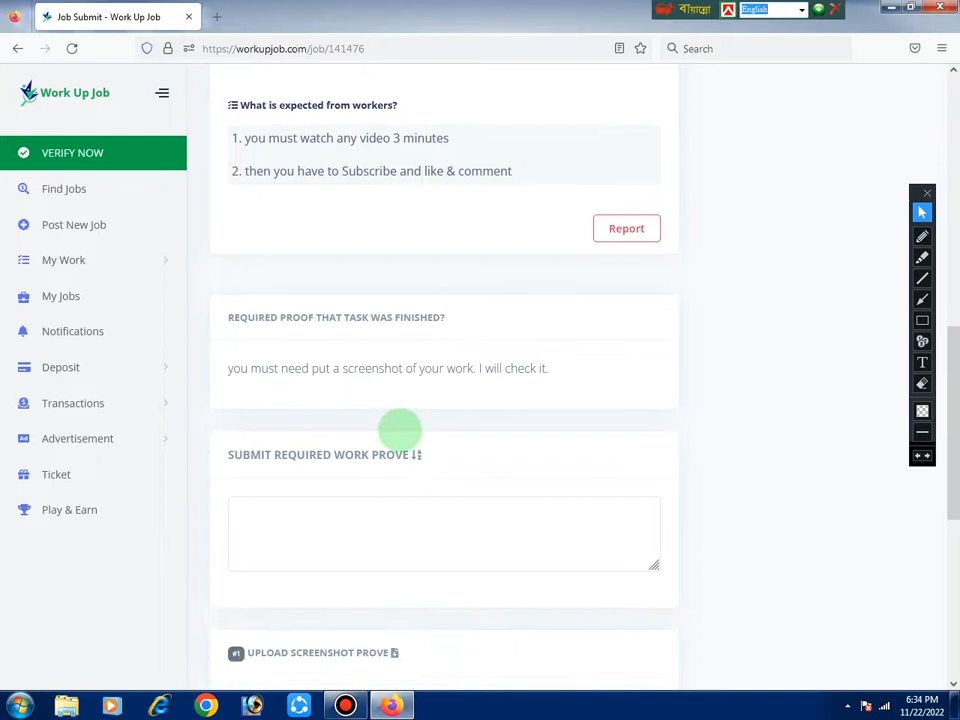 Job Submit - Work Up Job
বায়ান্নো
English
https://workupjob.com/job/141476
Search
Work Up Job
VERIFY NOW
Find Jobs
Post New Job
My Work
My Jobs
Notifications
Deposit
Transactions
Advertisement
Ticket
Play & Earn
What is expected from workers?
1. you must watch any video 3 minutes
2. then you have to Subscribe and like & comment
Report
REQUIRED PROOF THAT TASK WAS FINISHED?
you must need put a screenshot of your work. I will check it.
SUBMIT REQUIRED WORK PROVE
#1 UPLOAD SCREENSHOT PROVE
T
Ad
6:34 PM
11/22/2022